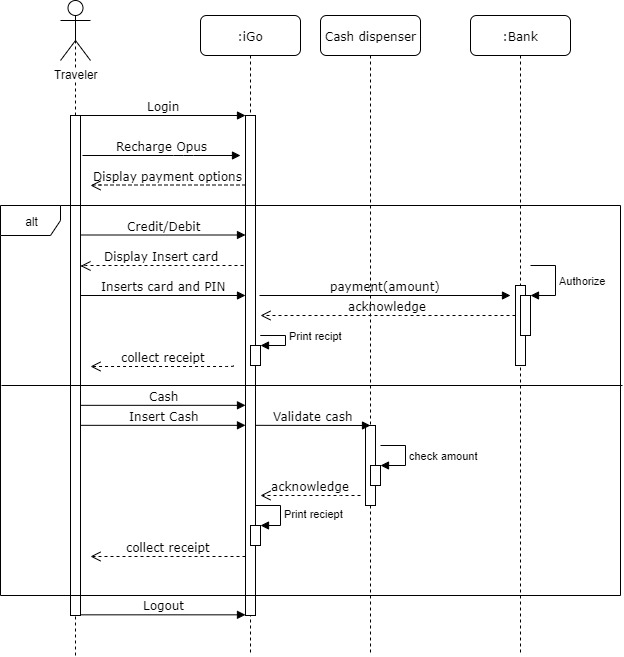 :iGo
Cash dispenser
:Bank
Traveler
Login
Recharge Opus
Display payment options
alt
Credit/Debit
Display Insert card
Authorize
Inserts card and PIN
payment(amount)
acknowledge
Print recipt
collect receipt
Cash
Insert Cash
Validate cash
check amount
acknowledge
Print reciept
collect receipt
Logout